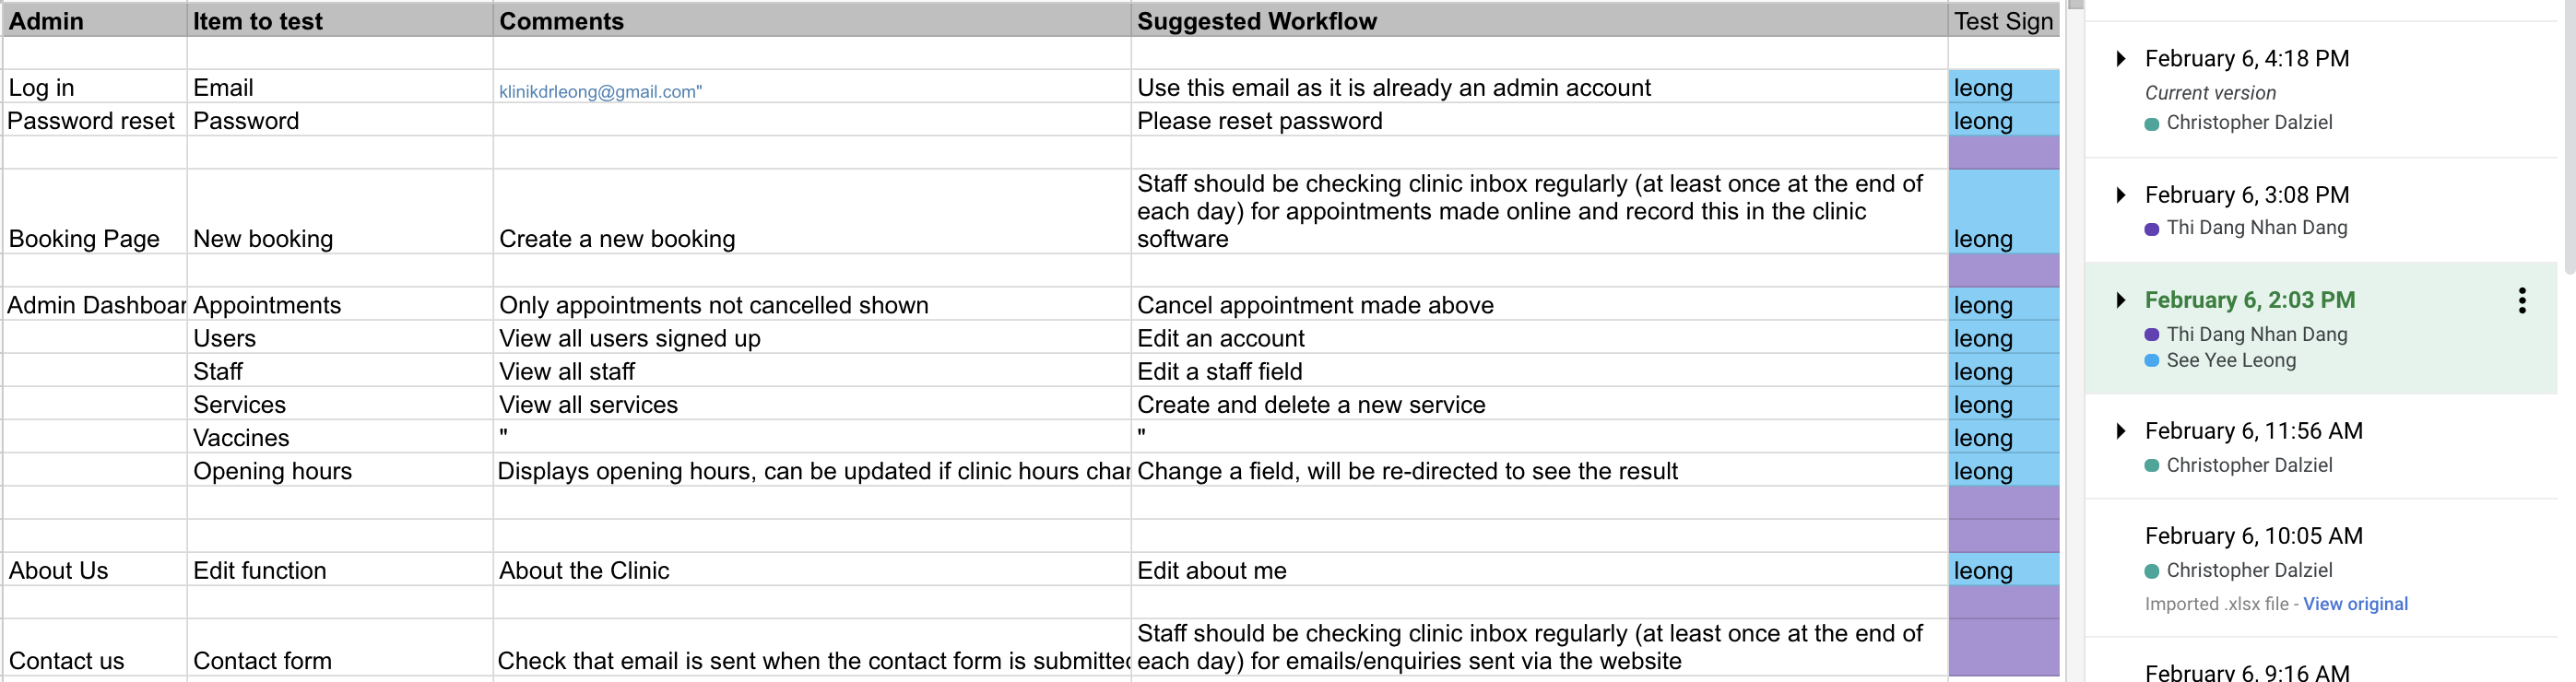 Admin Item to test Comments Suggested Workflow Test Sign
Log in Email klinikdrleong@gmail.com" Use this email as it is already an admin account leong
Password reset Password Please reset password leong
Staff should be checking clinic inbox regularly (at least once at the end of
each day) for appointments made online and record this in the clinic
Booking Page New booking Create a new booking software leong
Admin Dashboar Appointments Only appointments not cancelled shown Cancel appointment made above leong
Users View all users signed up Edit an account leong
Staff View all staff Edit a staff field leong
Services View all services Create and delete a new service leong
Vaccines " " leong
Opening hours Displays opening hours, can be updated if clinic hours char Change a field, will be re-directed to see the result leong
About Us Edit function About the Clinic Edit about me leong
Staff should be checking clinic inbox regularly (at least once at the end of
Contact us Contact form Check that email is sent when the contact form is submitted each day) for emails/enquiries sent via the website
February 6, 4:18 PM
Current version
Christopher Dalziel
February 6, 3:08 PM
Thi Dang Nhan Dang
February 6, 2:03 PM
Thi Dang Nhan Dang
See Yee Leong
February 6, 11:56 AM
Christopher Dalziel
February 6, 10:05 AM
Christopher Dalziel
Imported .xlsx file - View original
February 6, 9:16 AM